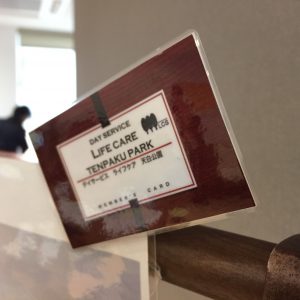 DAY SERVICE
LIFE CARE
TENPAKU PARK
デイサービス ライフケア 天白公園
MEMBER'S CARD